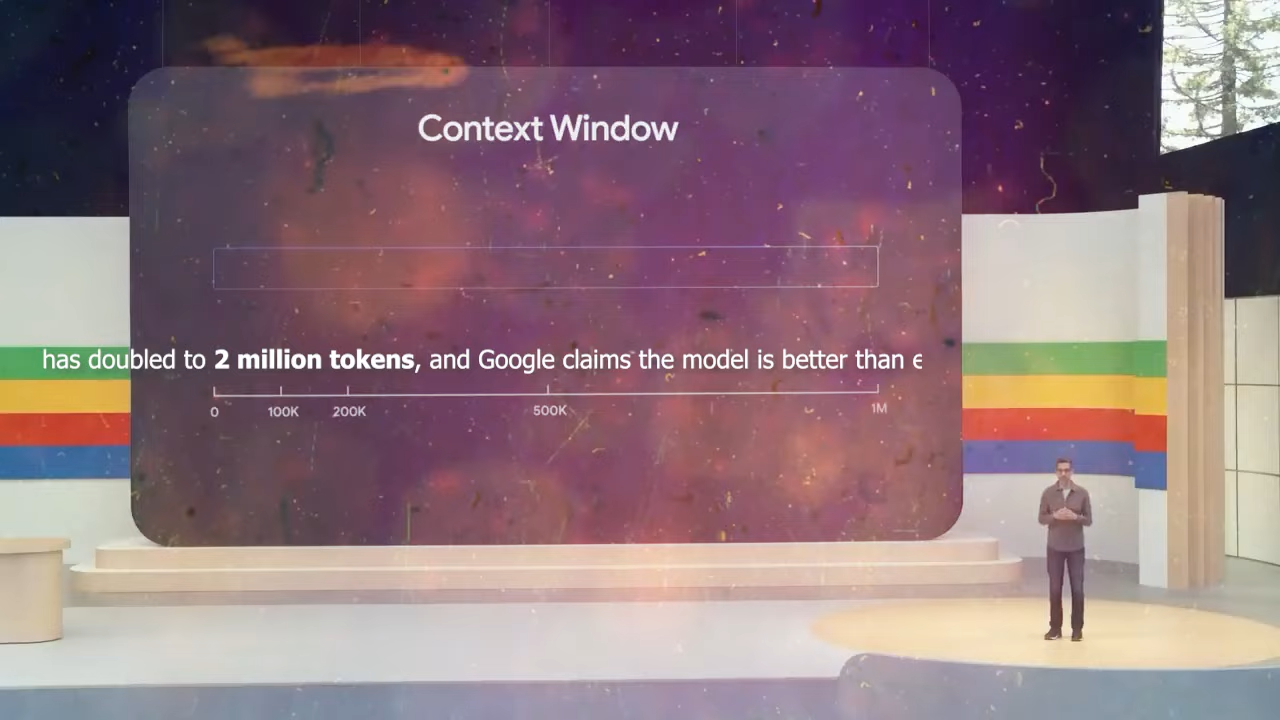 Context Window
has doubled to 2 million tokens, and Google claims the model is better than
0 100K 200K 500K 1M